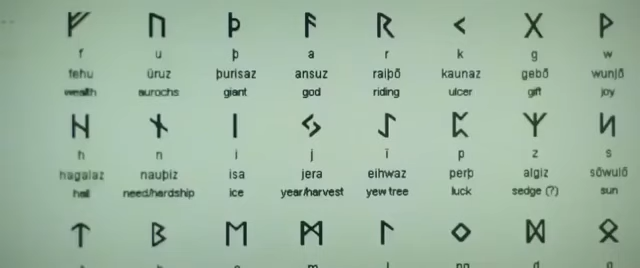 ᚠ ᚢ ᚦ ᚨ ᚱ ᚲ ᚷ ᚹ
f u þ a r k g w
fehu ūruz þurisaz ansuz raiþō kaunaz gebō wunjō
wealth aurochs giant god riding ulcer gift joy
ᚺ ᚾ ᛁ ᛃ ᛇ ᛈ ᛉ ᛋ
h n i j ï p z s
hagalaz nauþiz isa jera eihwaz perþ algiz sōwulō
hail need/hardship ice year/harvest yew tree luck sedge (?) sun
ᛏ ᛒ ᛖ ᛗ ᛚ ᛜ ᛞ ᛟ